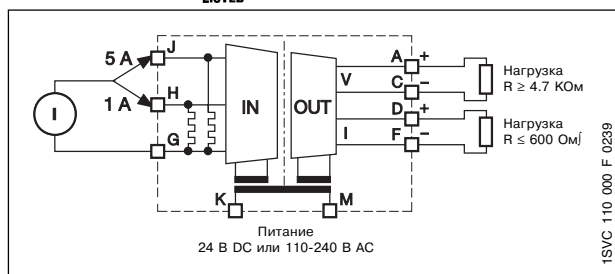 LISTED
5 A
J
A
+
1 A
H
C
−
I
G
IN
V
OUT
I
D
+
F
−
Нагрузка
R ≥ 4.7 КОм
Нагрузка
R ≤ 600 Ом∫
K
M
Питание
24 В DC или 110-240 В AC
1SVC 110 000 F 0239